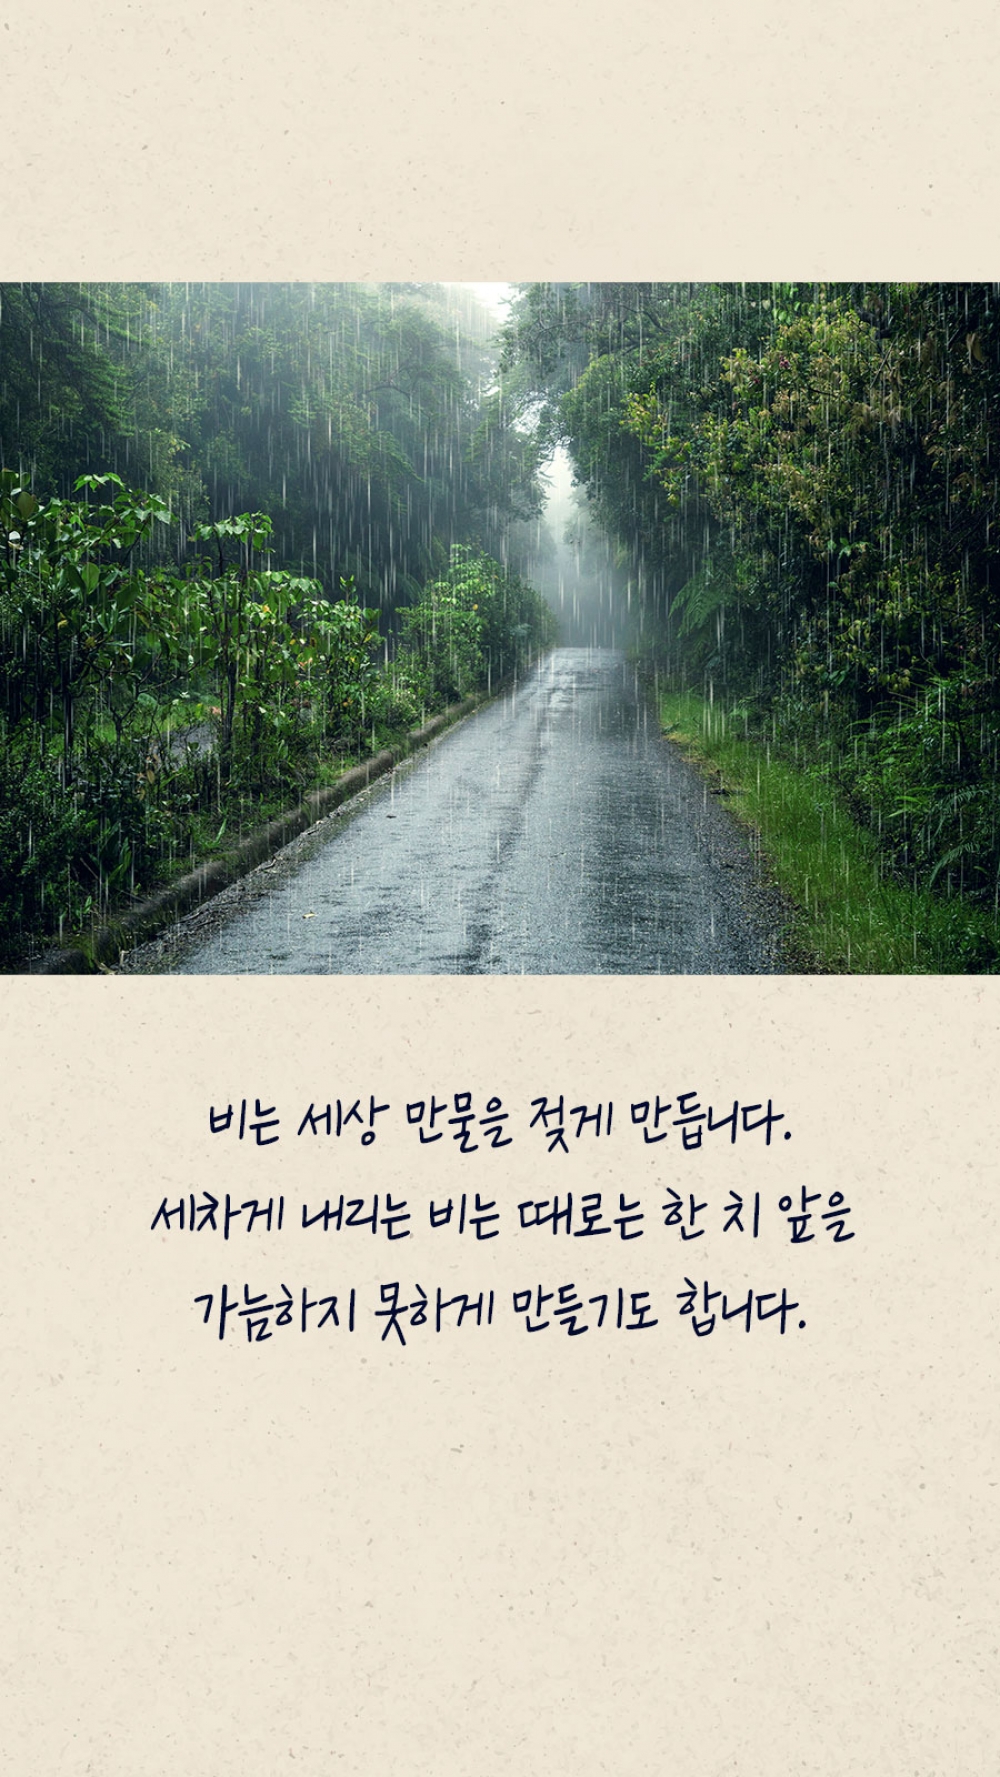 비는 세상 만물을 젖게 만듭니다.
세차게 내리는 비는 때로는 한 치 앞을
가늠하지 못하게 만들기도 합니다.